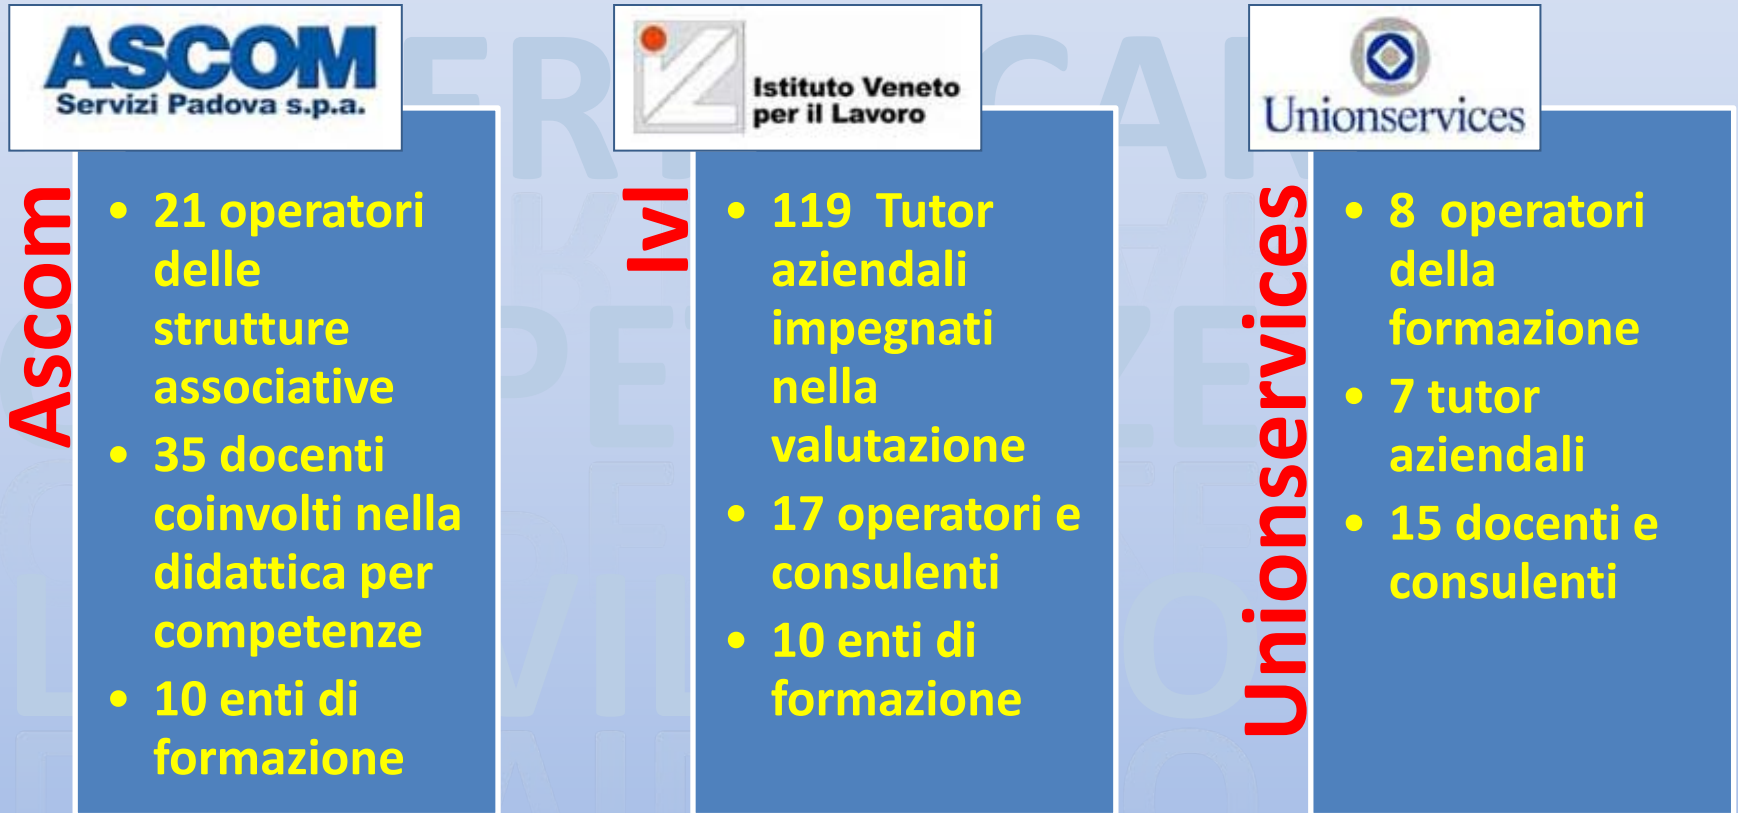 ASCOM
Servizi Padova s.p.a.
Ascom
• 21 operatori
delle
strutture
associative
• 35 docenti
coinvolti nella
didattica per
competenze
• 10 enti di
formazione
Istituto Veneto
per il Lavoro
Ivl
• 119  Tutor
aziendali
impegnati
nella
valutazione
• 17 operatori e
consulenti
• 10 enti di
formazione
Unionservices
Unionservices
• 8  operatori
della
formazione
• 7 tutor
aziendali
• 15 docenti e
consulenti